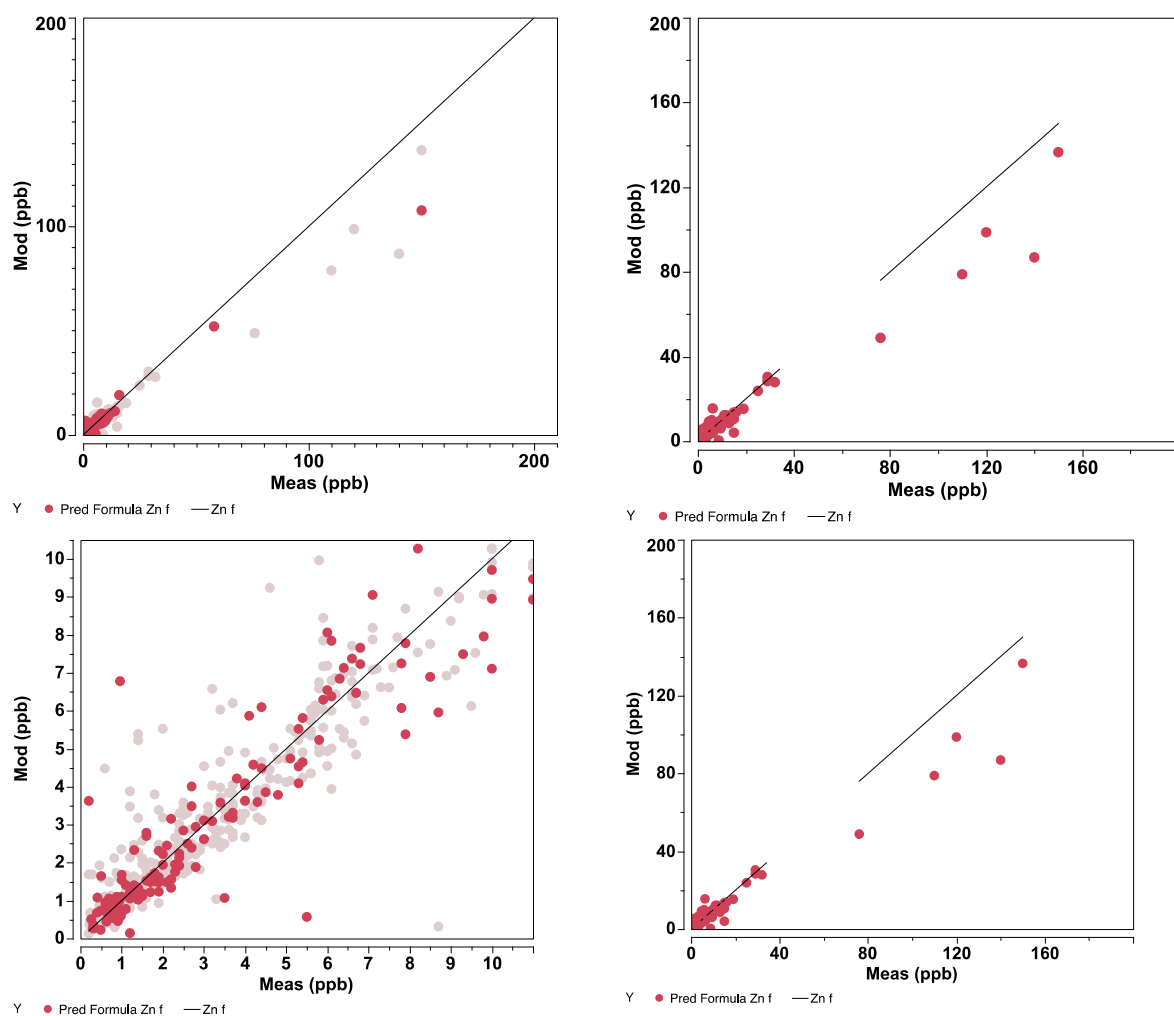 200
100
0
Mod (ppb)
0 100 200
Meas (ppb)
Y Pred Formula Zn f Zn f
200
160
120
80
40
0
Mod (ppb)
0 40 80 120 160
Meas (ppb)
Y Pred Formula Zn f Zn f
10
9
8
7
6
5
4
3
2
1
0
Mod (ppb)
0 1 2 3 4 5 6 7 8 9 10
Meas (ppb)
Y Pred Formula Zn f Zn f
200
160
120
80
40
0
Mod (ppb)
0 40 80 120 160
Meas (ppb)
Y Pred Formula Zn f Zn f